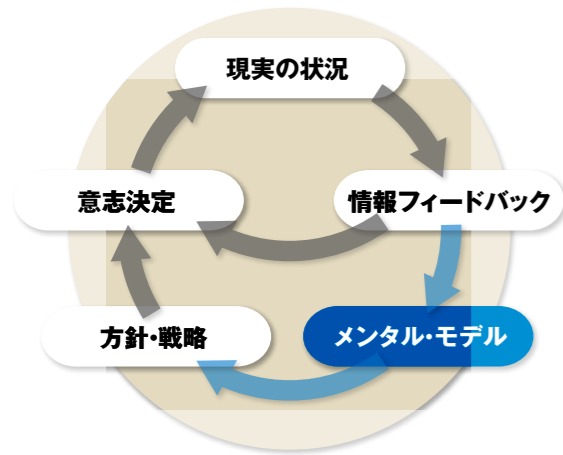 現実の状況
意志決定
情報フィードバック
方針・戦略
メンタル・モデル